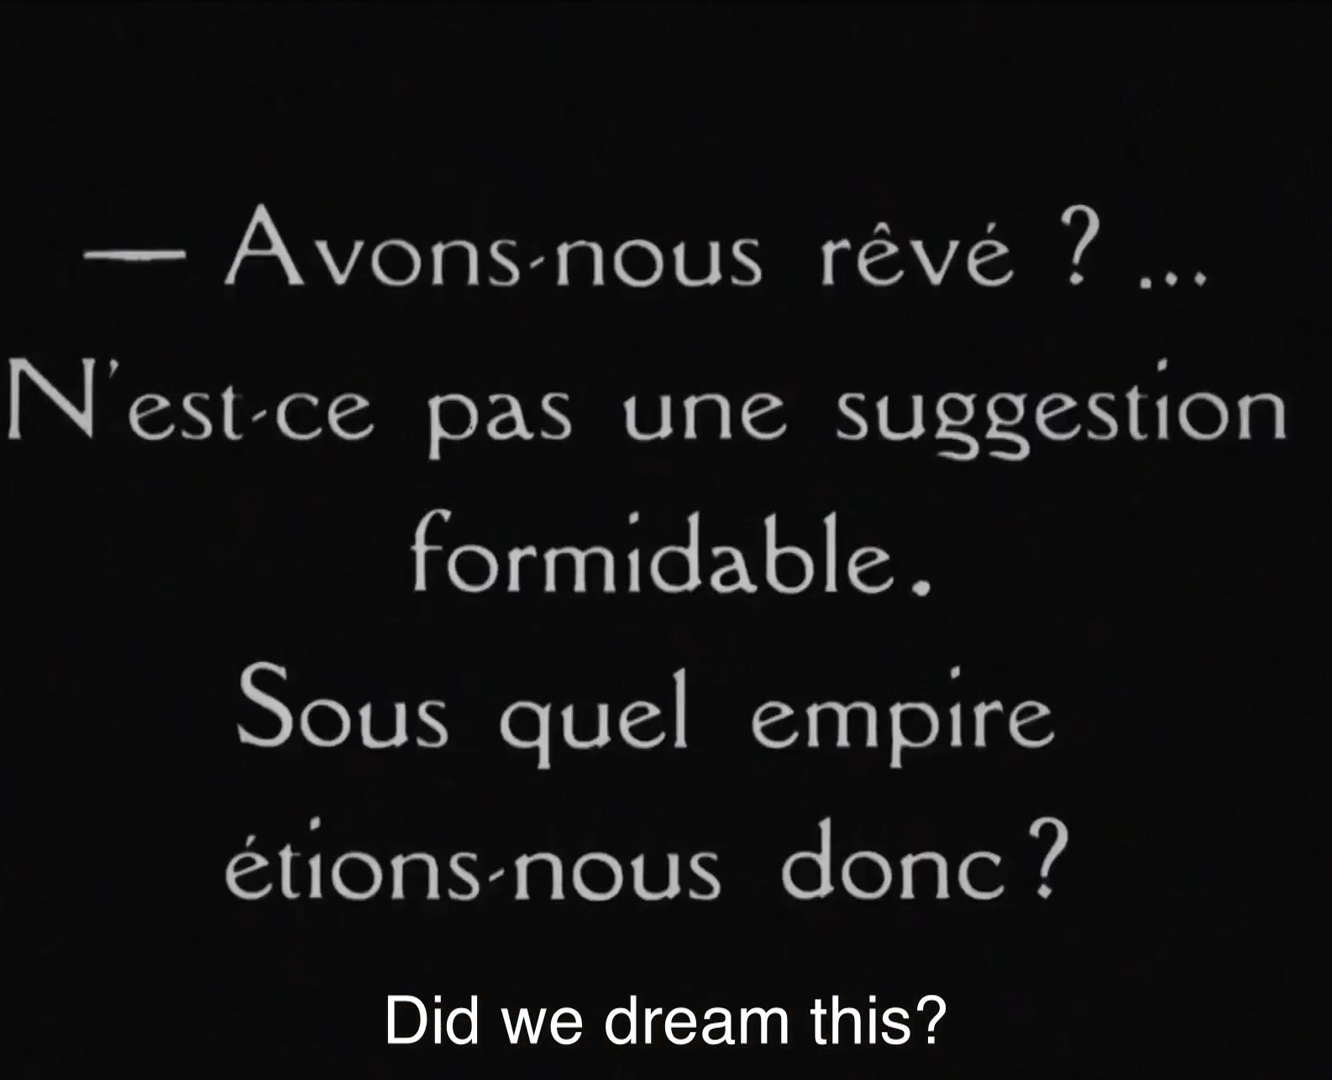 — Avons-nous rêvé ? ...
N'est-ce pas une suggestion
formidable.
Sous quel empire
étions-nous donc ?
Did we dream this?